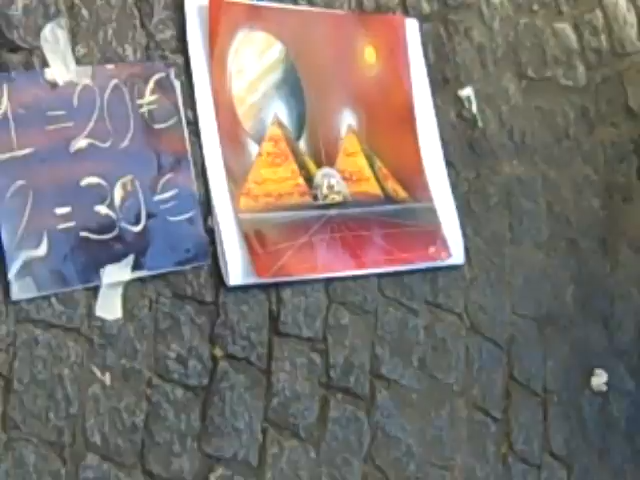 1 = 20€
2 = 30€